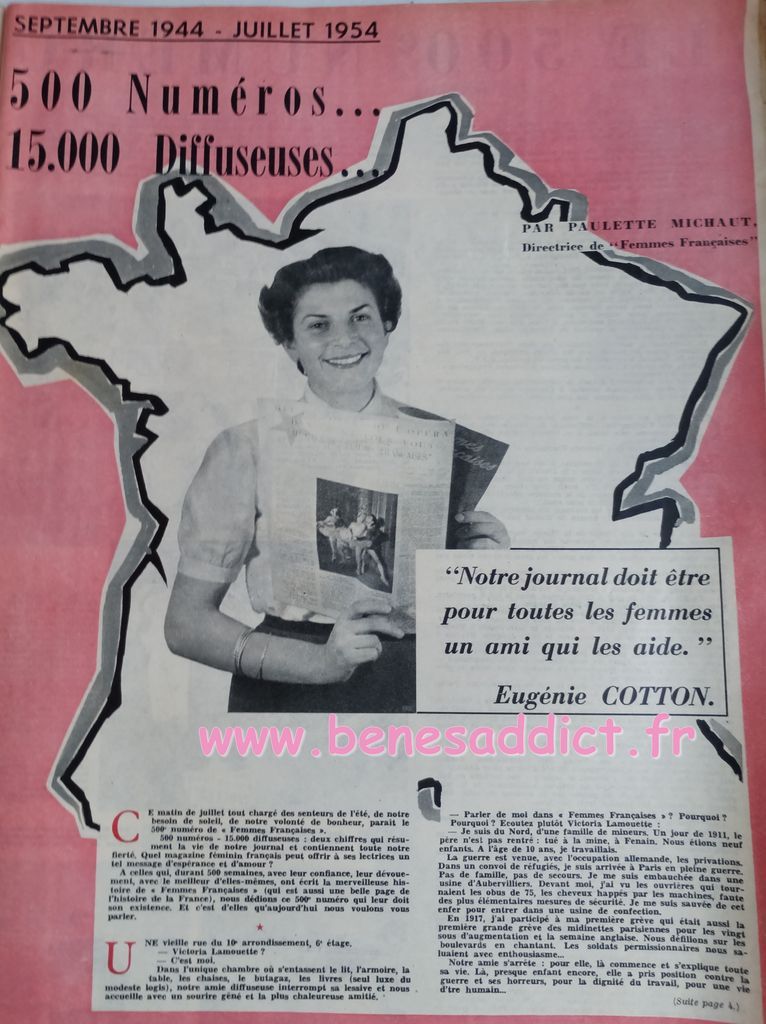 SEPTEMBRE 1944 - JUILLET 1954
500 Numéros...
15.000 Diffuseuses...
PAR PAULETTE MICHAUT,
Directrice de "Femmes Françaises"
"Notre journal doit être
pour toutes les femmes
un ami qui les aide."
Eugénie COTTON.
www.benesaddict.fr
CE matin de juillet tout chargé des senteurs de l'été, de notre
besoin de soleil, de notre volonté de bonheur, paraît le
500e numéro de « Femmes Françaises ».
500 numéros - 15.000 diffuseuses : deux chiffres qui résu-
ment la vie de notre journal et contiennent toute notre
fierté. Quel magazine féminin français peut offrir à ses lectrices un
tel message d'espérance et d'amour ?
A celles qui, durant 500 semaines, avec leur confiance, leur dévoue-
ment, avec le meilleur d'elles-mêmes, ont écrit la merveilleuse his-
toire de « Femmes Françaises » (qui est aussi une belle page de
l'histoire de la France), nous dédions ce 500e numéro qui leur doit
son existence. Et c'est d'elles qu'aujourd'hui nous voulons vous
parler.
★
UNE vieille rue du 10e arrondissement, 6e étage.
— Victoria Lamouette ?
— C'est moi.
Dans l'unique chambre où s'entassent le lit, l'armoire, la
table, les chaises, le butagaz, les livres (seul luxe du
modeste logis), notre amie diffuseuse interrompt sa lessive et nous
accueille avec un sourire gêné et la plus chaleureuse amitié.
— Parler de moi dans « Femmes Françaises » ? Pourquoi ?
Pourquoi ? Ecoutez plutôt Victoria Lamouette :
— Je suis du Nord, d'une famille de mineurs. Un jour de 1911, le
père n'est pas rentré : tué à la mine, à Fenain. Nous étions neuf
enfants. A l'âge de 10 ans, je travaillais.
La guerre est venue, avec l'occupation allemande, les privations.
Dans un convoi de réfugiés, je suis arrivée à Paris en pleine guerre.
Pas de famille, pas de secours. Je me suis embauchée dans une
usine d'Aubervilliers. Devant moi, j'ai vu les ouvrières qui tour-
naient les obus de 75, les cheveux happés par les machines, faute
des plus élémentaires mesures de sécurité. Je me suis sauvée de cet
enfer pour entrer dans une usine de confection.
En 1917, j'ai participé à ma première grève qui était aussi la
première grande grève des midinettes parisiennes pour les vingt
sous d'augmentation et la semaine anglaise. Nous défilions sur les
boulevards en chantant. Les soldats permissionnaires nous sa-
luaient avec enthousiasme...
Notre amie s'arrête : pour elle, là commence et s'explique toute
sa vie. Là, presque enfant encore, elle a pris position contre la
guerre et ses horreurs, pour la dignité du travail, pour une vie
d'tre humain...
(Suite page 4.)